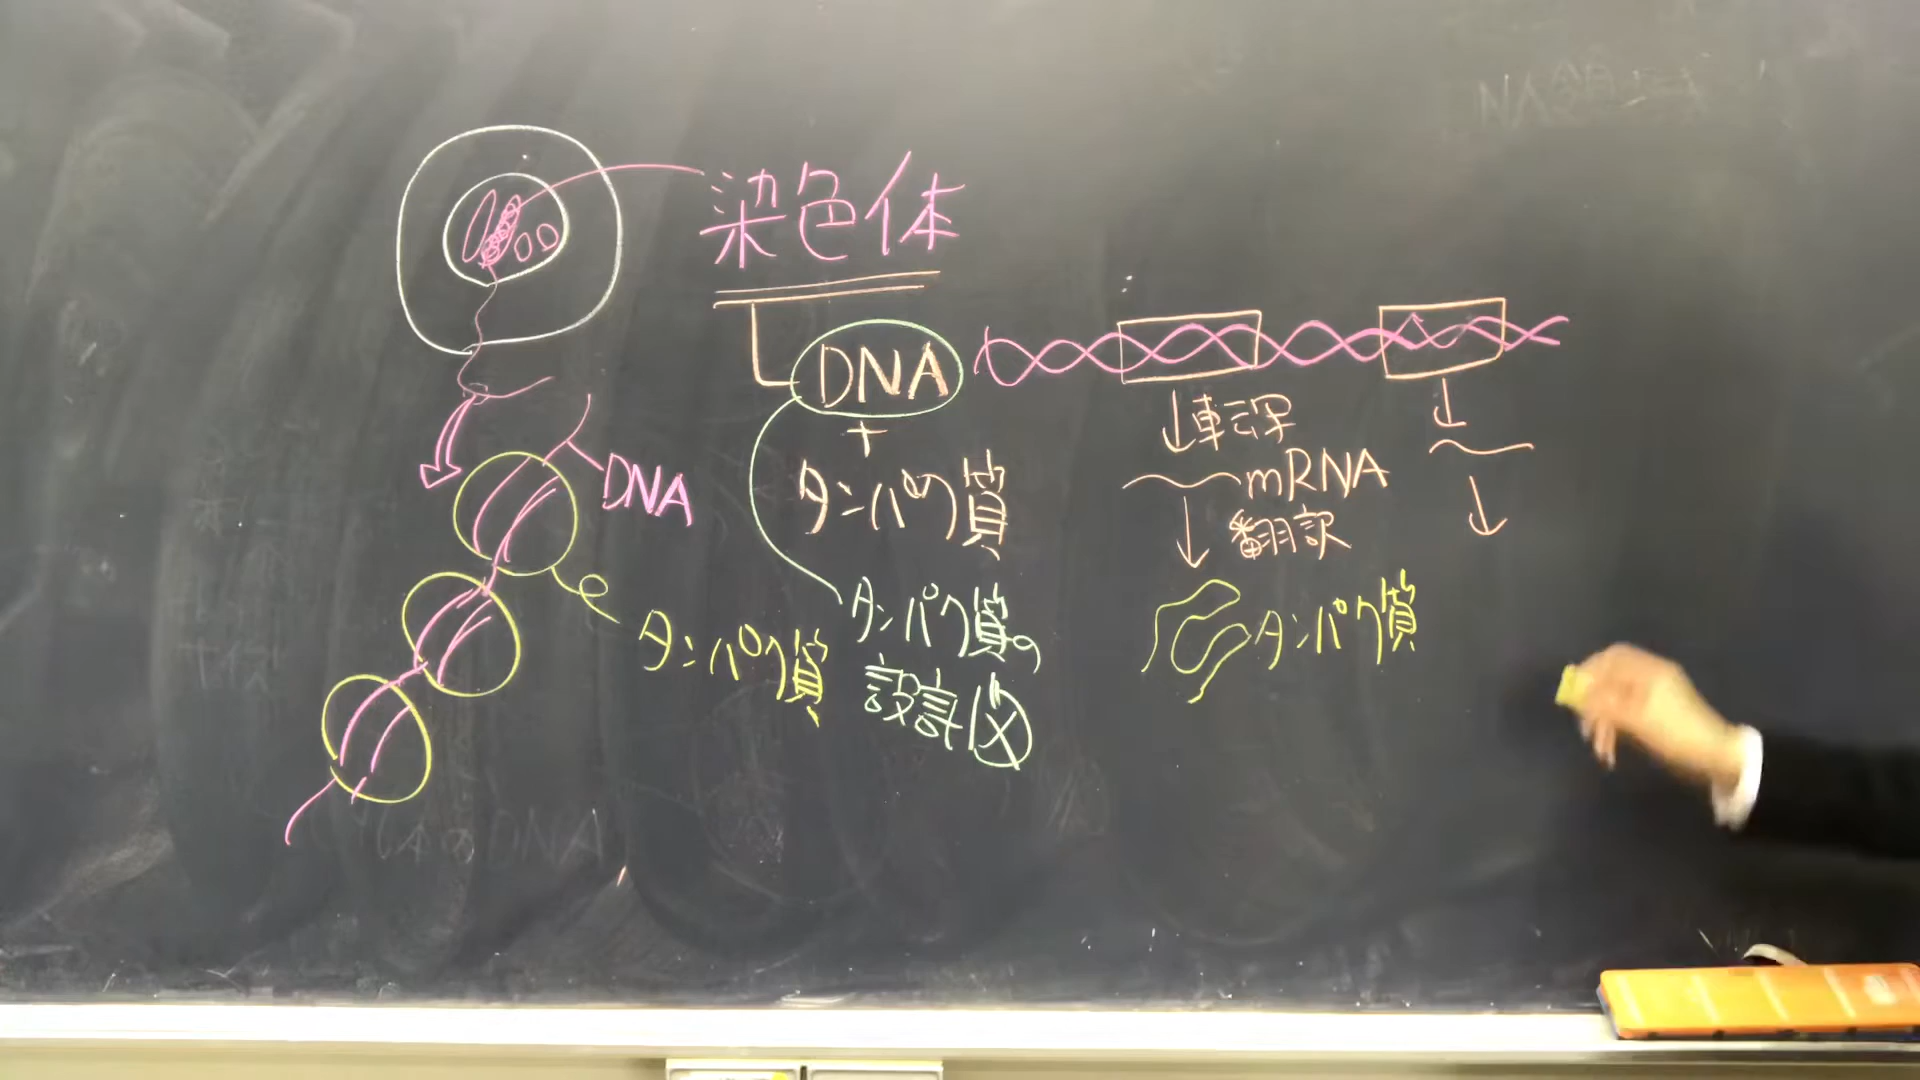 染色体
DNA
+
タンパク質
DNA
タンパク質
タンパク質の
設計図
転写
mRNA
翻訳
タンパク質